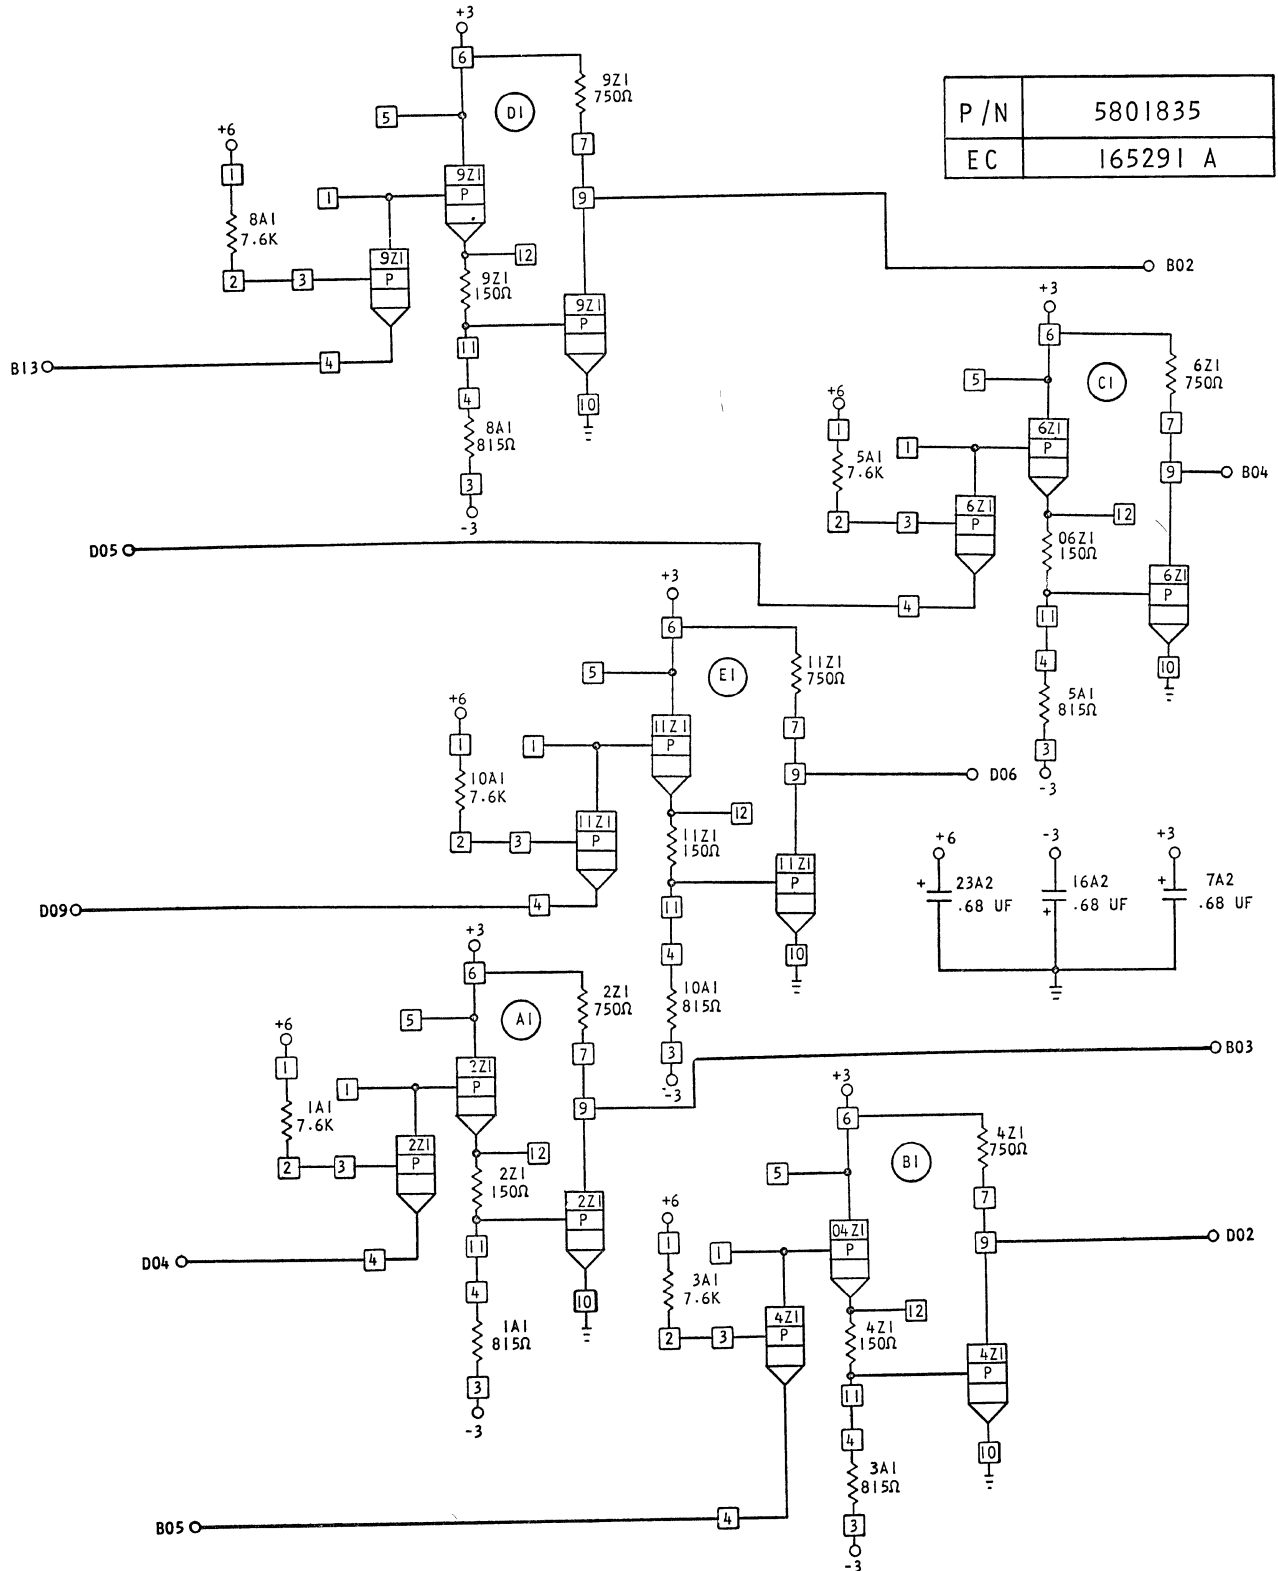 P/N 5801835
EC 165291 A
+3
6
9Z1
750Ω
D1
5
7
+6
1
8A1
7.6K
2
3
1
9Z1
P
9
B02
9Z1
P
12
9Z1
150Ω
9Z1
P
B13
4
11
10
4
8A1
815Ω
3
-3
+3
6
6Z1
750Ω
C1
5
7
+6
1
5A1
7.6K
2
3
1
6Z1
P
9
B04
6Z1
P
12
06Z1
150Ω
6Z1
P
D05
4
11
10
4
5A1
815Ω
3
-3
+3
6
11Z1
750Ω
E1
5
7
+6
1
10A1
7.6K
2
3
1
11Z1
P
9
D06
11Z1
P
12
11Z1
150Ω
11Z1
P
D09
4
11
10
4
10A1
815Ω
3
-3
+6
+
23A2
.68 UF
-3
16A2
.68 UF
+
+3
+
7A2
.68 UF
+3
6
2Z1
750Ω
A1
5
7
+6
1
1A1
7.6K
2
3
1
2Z1
P
9
B03
2Z1
P
12
2Z1
150Ω
2Z1
P
D04
4
11
10
4
1A1
815Ω
3
-3
+3
6
4Z1
750Ω
B1
5
7
+6
1
3A1
7.6K
2
3
1
04Z1
P
9
D02
4Z1
P
12
4Z1
150Ω
4Z1
P
11
10
4
3A1
815Ω
B05
4
3
-3